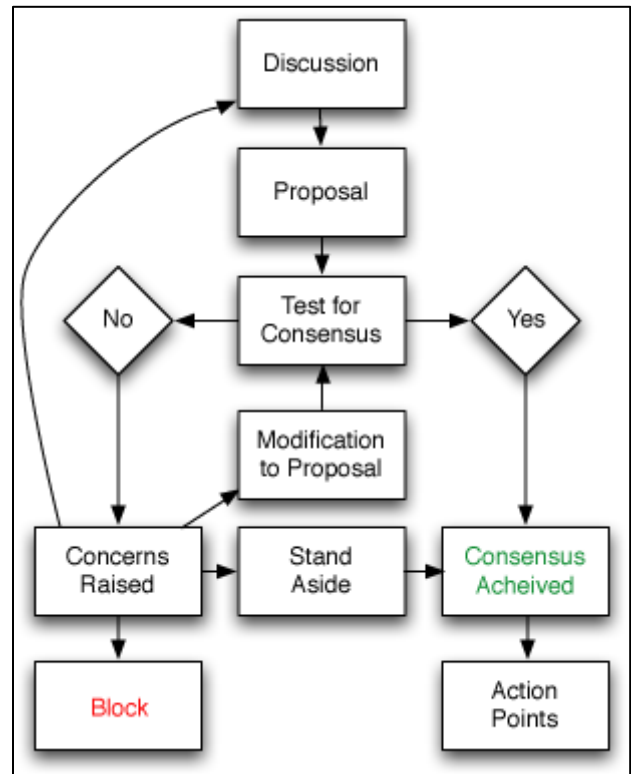 Discussion
Proposal
No
Test for
Consensus
Yes
Modification
to Proposal
Concerns
Raised
Stand
Aside
Consensus
Acheived
Block
Action
Points